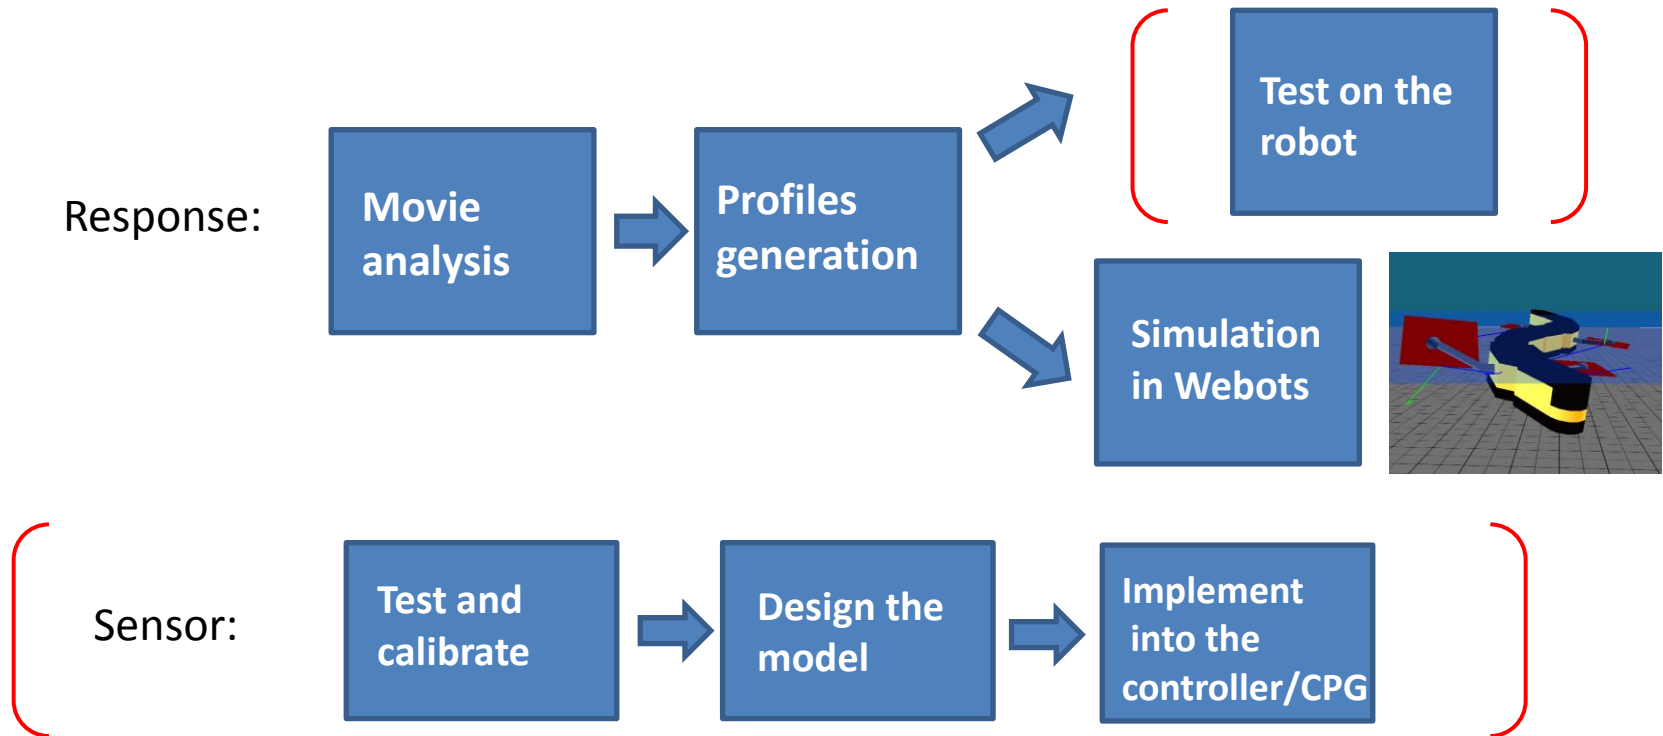 Response:
Movie
analysis
Profiles
generation
Test on the
robot
Simulation
in Webots
Sensor:
Test and
calibrate
Design the
model
Implement
into the
controller/CPG